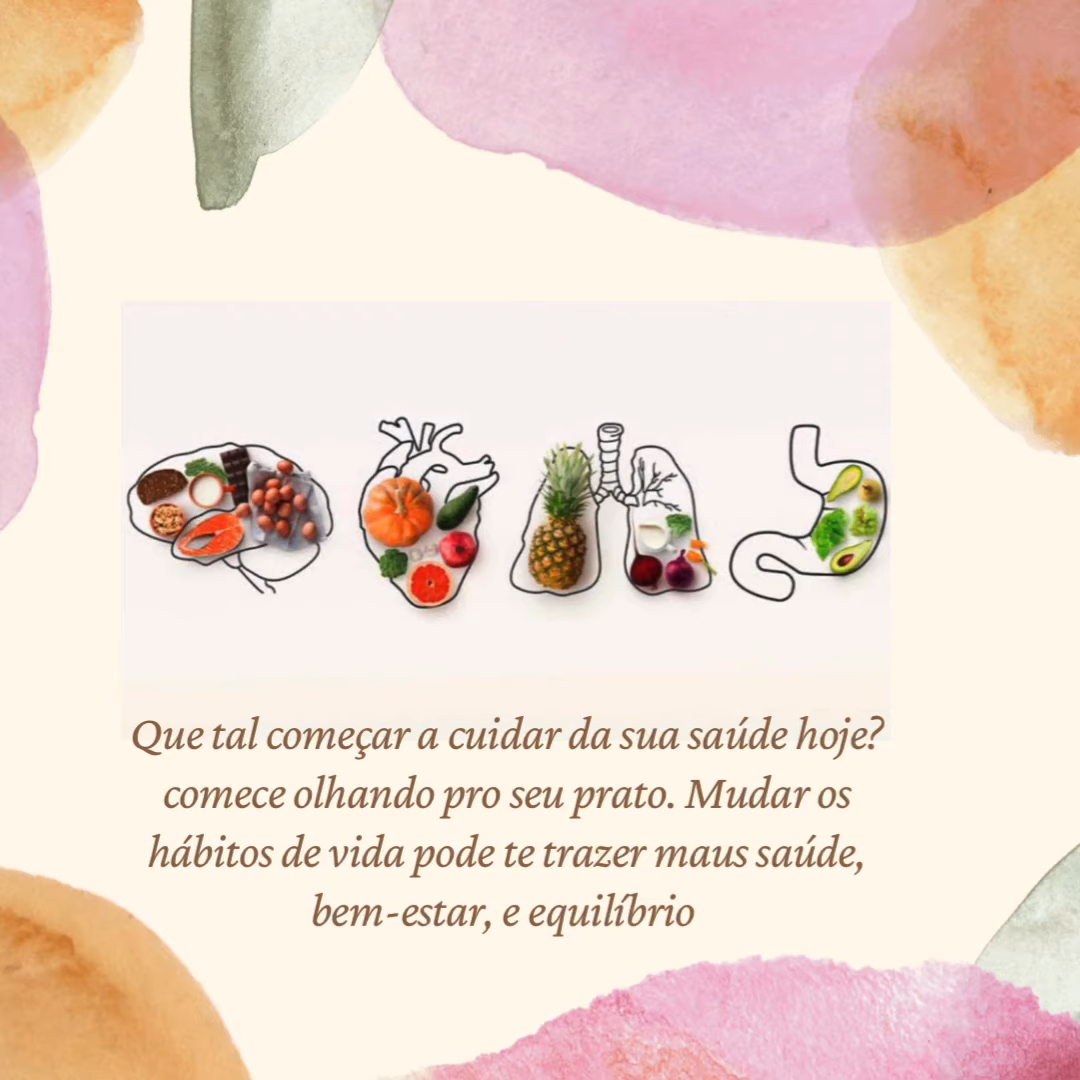 Que tal começar a cuidar da sua saúde hoje?
comece olhando pro seu prato. Mudar os
hábitos de vida pode te trazer maus saúde,
bem-estar, e equilíbrio